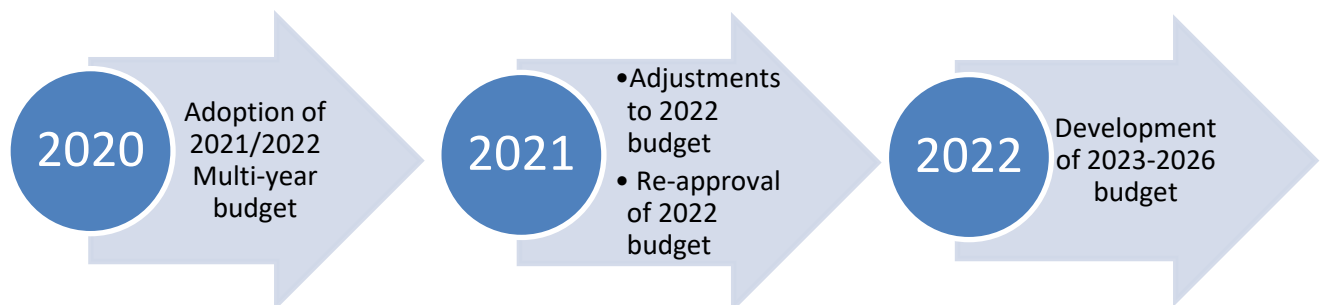 2020
Adoption of
2021/2022
Multi-year
budget
2021
•Adjustments
to 2022
budget
• Re-approval
of 2022
budget
2022
Development
of 2023-2026
budget